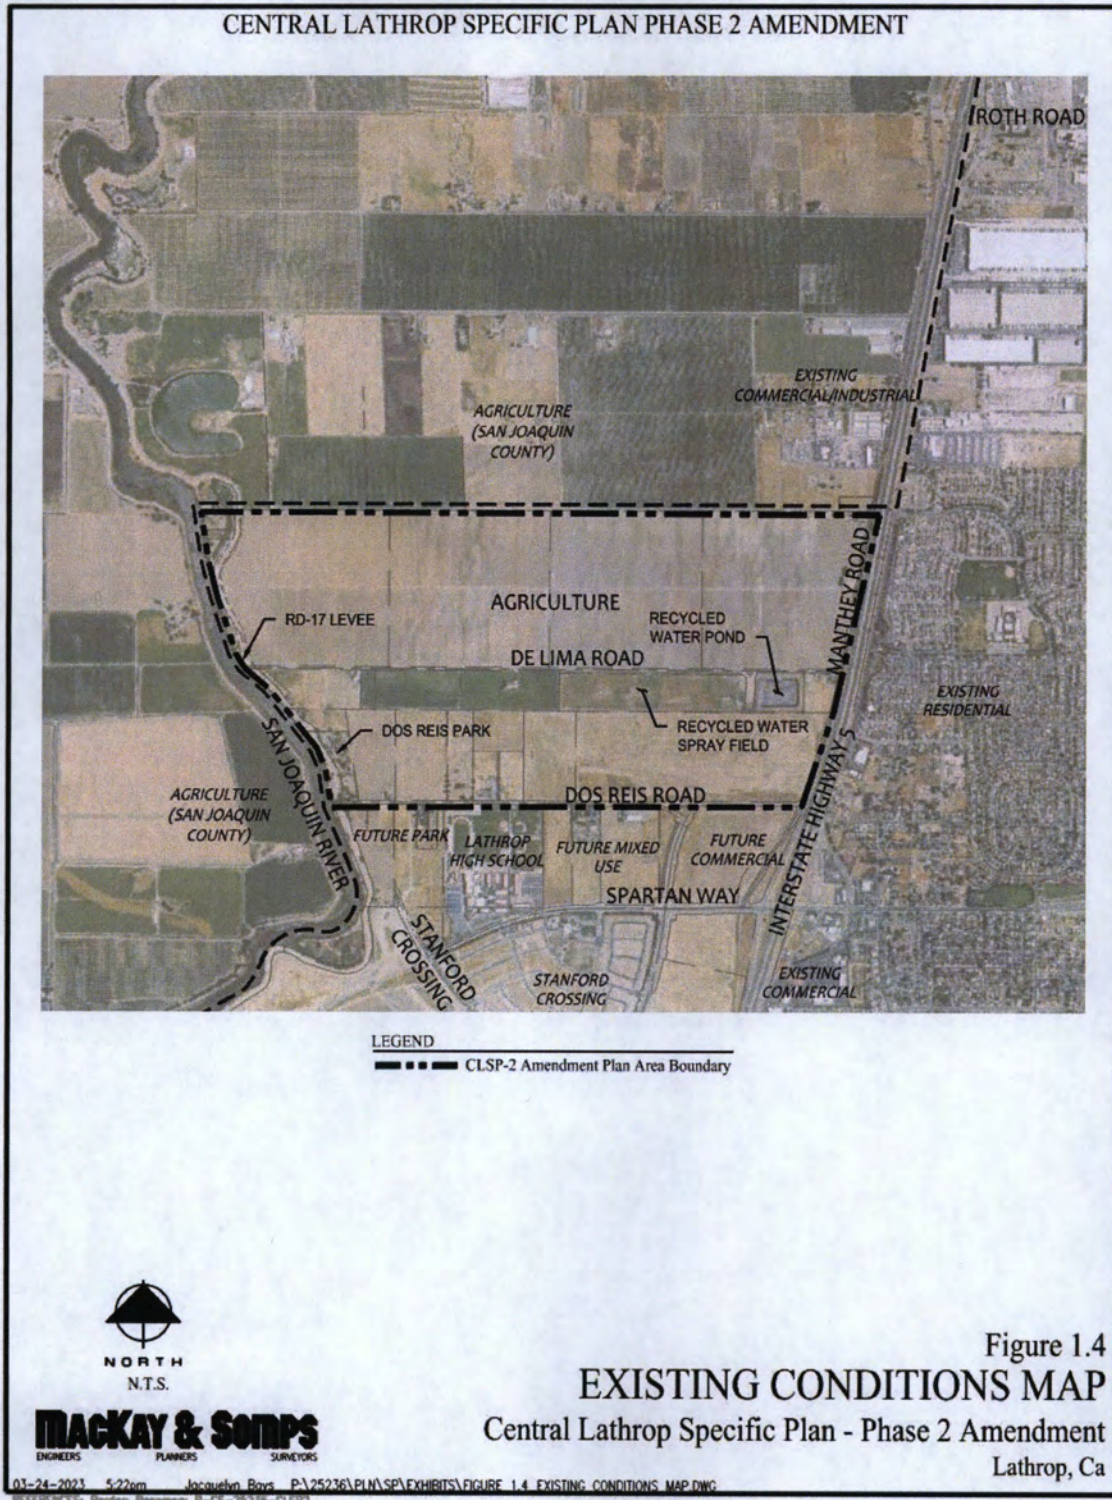 CENTRAL LATHROP SPECIFIC PLAN PHASE 2 AMENDMENT
ROTH ROAD
EXISTING
COMMERCIAL/INDUSTRIAL
AGRICULTURE
(SAN JOAQUIN
COUNTY)
MANTHEY ROAD
AGRICULTURE
RD-17 LEVEE
RECYCLED
WATER POND
DE LIMA ROAD
EXISTING
RESIDENTIAL
DOS REIS PARK
RECYCLED WATER
SPRAY FIELD
SAN JOAQUIN RIVER
INTERSTATE HIGHWAY 5
AGRICULTURE
(SAN JOAQUIN
COUNTY)
DOS REIS ROAD
FUTURE PARK
LATHROP
HIGH SCHOOL
FUTURE MIXED
USE
FUTURE
COMMERCIAL
SPARTAN WAY
STANFORD
CROSSING
STANFORD
CROSSING
EXISTING
COMMERCIAL
LEGEND
CLSP-2 Amendment Plan Area Boundary
NORTH
N.T.S.
Figure 1.4
EXISTING CONDITIONS MAP
Central Lathrop Specific Plan - Phase 2 Amendment
Lathrop, Ca
MACKAY & SOMPS
ENGINEERS PLANNERS SURVEYORS
03-24-2023 5:22pm Jacquelyn Bays P:\25236\PLN\SP\EXHIBITS\FIGURE 1.4_EXISTING CONDITIONS MAP.DWG